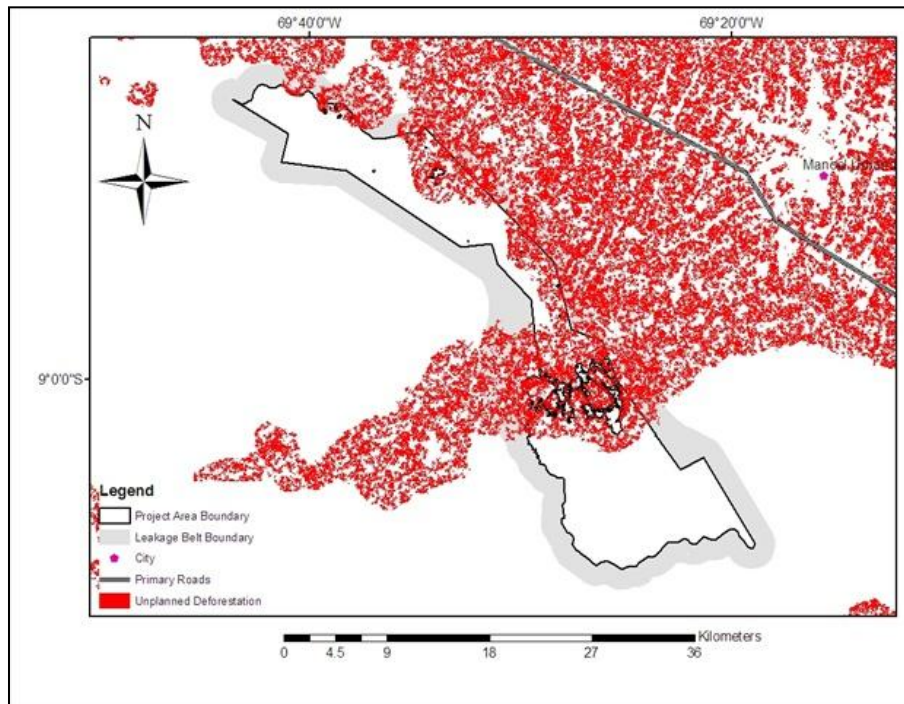 69°40'0"W
69°20'0"W
N
9°0'0"S
Legend
Project Area Boundary
Leakage Belt Boundary
City
Primary Roads
Unplanned Deforestation
Kilometers
0 4.5 9 18 27 36